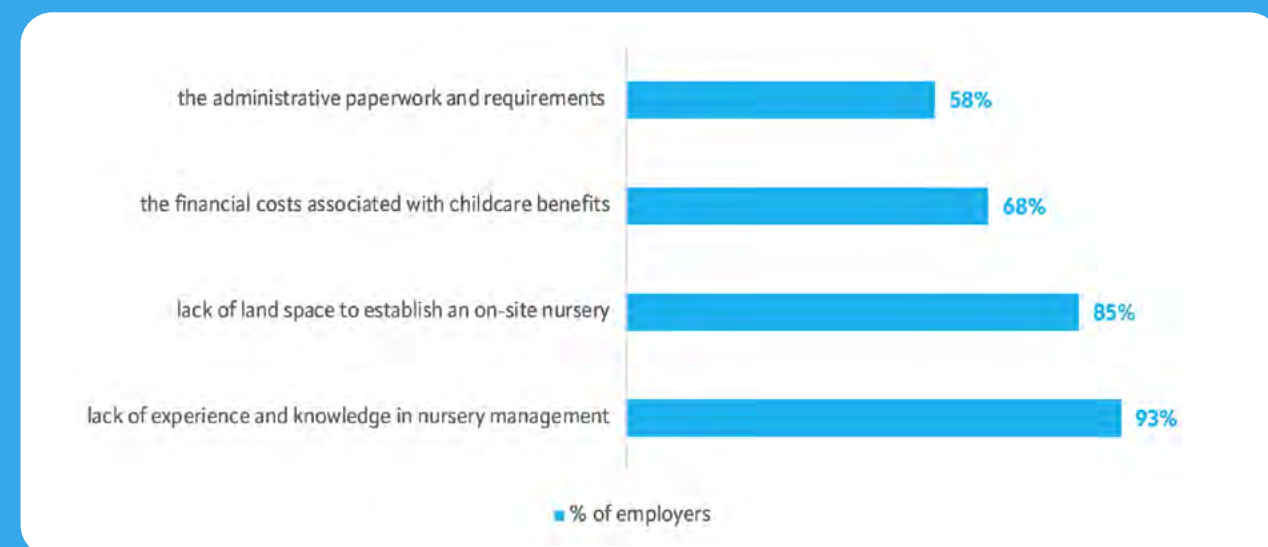 the administrative paperwork and requirements 58%
the financial costs associated with childcare benefits 68%
lack of land space to establish an on-site nursery 85%
lack of experience and knowledge in nursery management 93%
% of employers